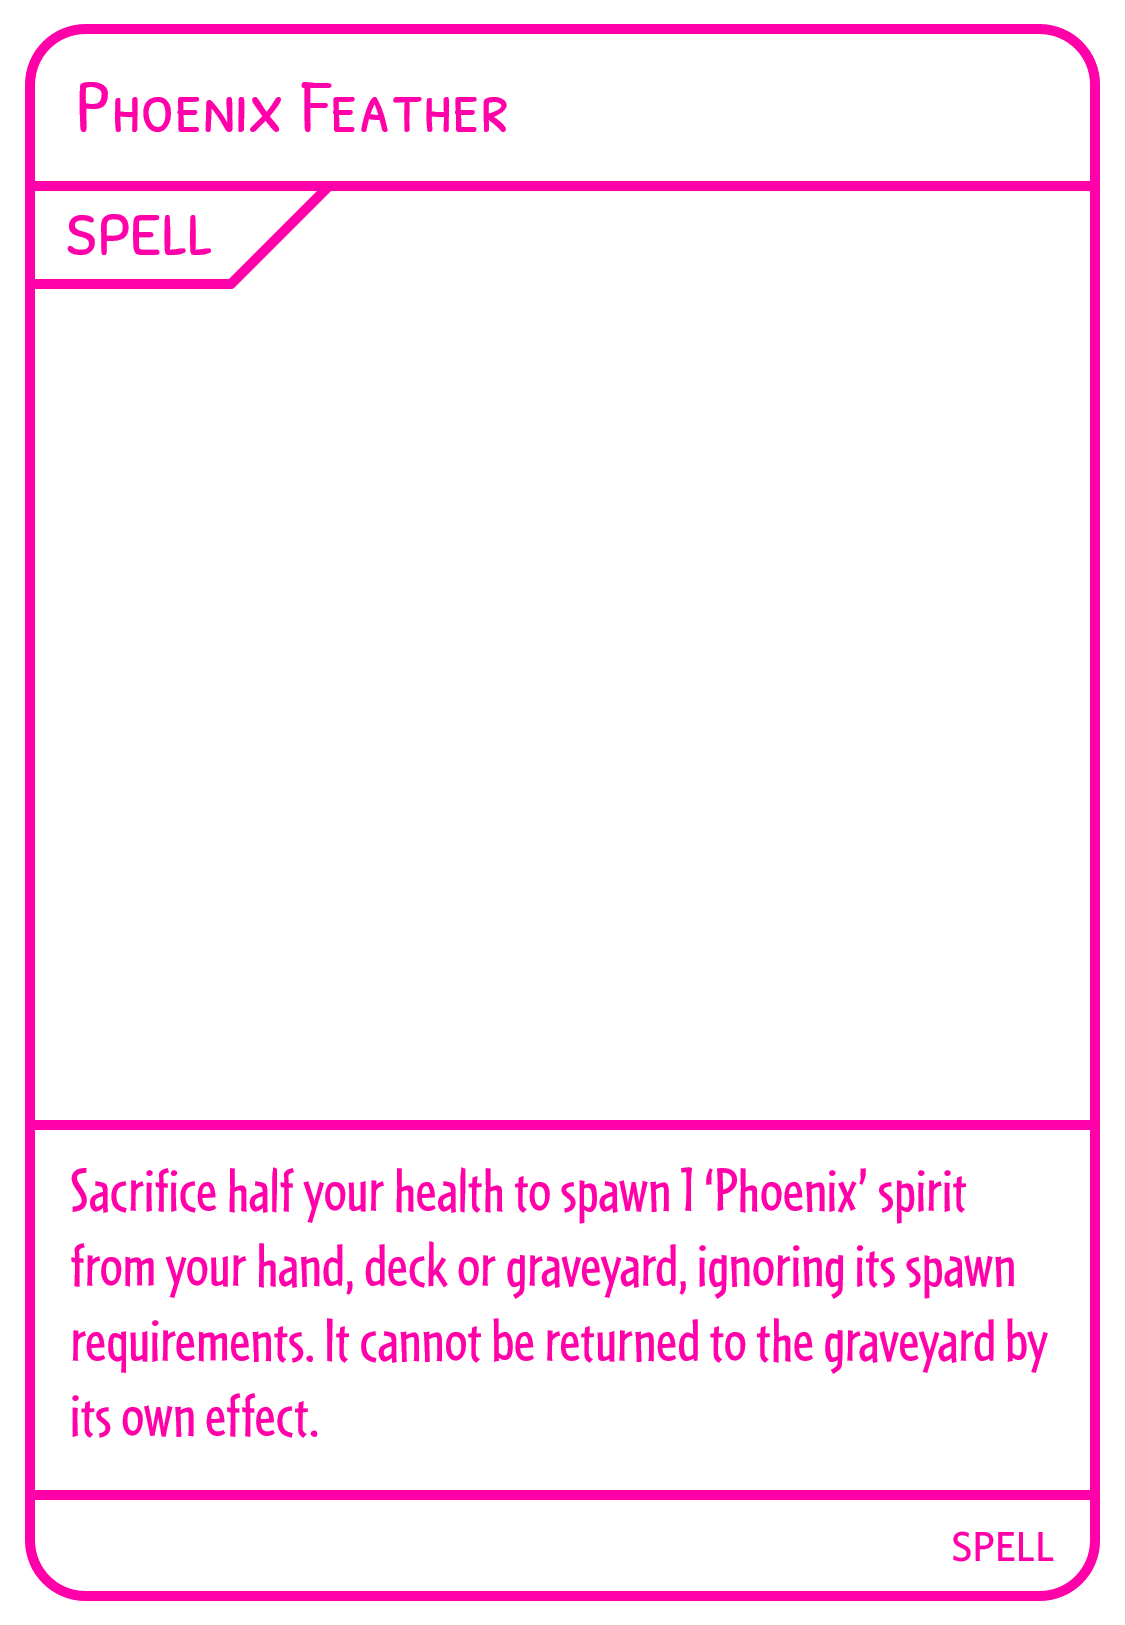 Phoenix Feather
SPELL
Sacrifice half your health to spawn 1 ‘Phoenix’ spirit
from your hand, deck or graveyard, ignoring its spawn
requirements. It cannot be returned to the graveyard by
its own effect.
SPELL